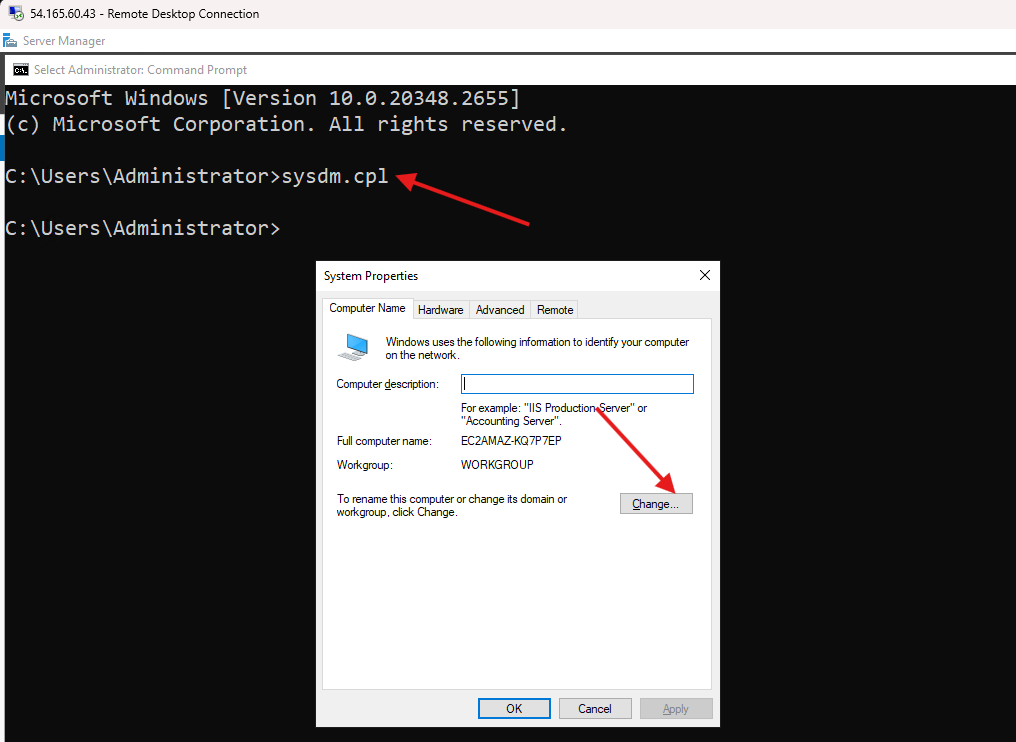 54.165.60.43 - Remote Desktop Connection
Server Manager
Select Administrator: Command Prompt
Microsoft Windows [Version 10.0.20348.2655]
(c) Microsoft Corporation. All rights reserved.
C:\Users\Administrator>sysdm.cpl
C:\Users\Administrator>
System Properties
Computer Name Hardware Advanced Remote
Windows uses the following information to identify your computer
on the network.
Computer description:
For example: "IIS Production Server" or
"Accounting Server".
Full computer name: EC2AMAZ-KQ7P7EP
Workgroup: WORKGROUP
To rename this computer or change its domain or
workgroup, click Change.
Change...
OK Cancel Apply